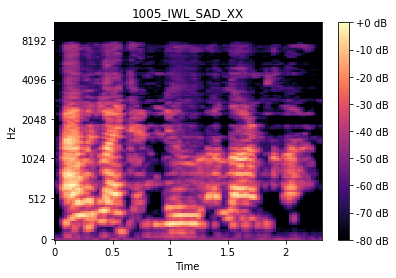 1005_IWL_SAD_XX
+0 dB
8192
-10 dB
4096
-20 dB
-30 dB
2048
Hz
-40 dB
1024
-50 dB
512
-60 dB
-70 dB
0
-80 dB
0 0.5 1 1.5 2
Time